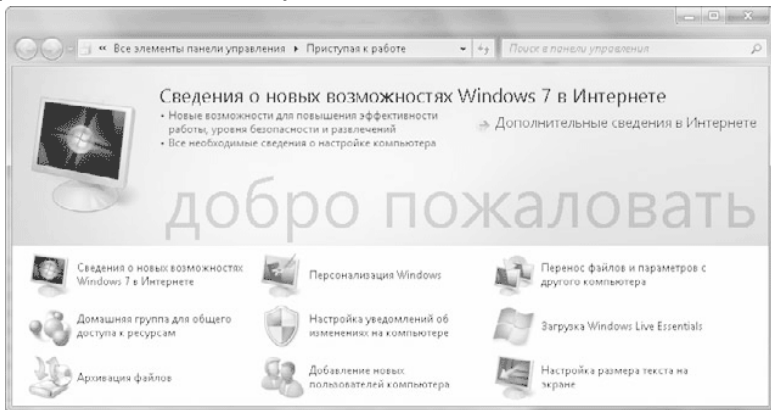 « Все элементы панели управления ▸ Приступая к работе
Поиск в панели управления
Сведения о новых возможностях Windows 7 в Интернете
• Новые возможности для повышения эффективности
работы, уровня безопасности и развлечений
• Все необходимые сведения о настройке компьютера
Дополнительные сведения в Интернете
добро пожаловать
Сведения о новых возможностях
Windows 7 в Интернете
Персонализация Windows
Перенос файлов и параметров с
другого компьютера
Домашняя группа для общего
доступа к ресурсам
Настройка уведомлений об
изменениях на компьютере
Загрузка Windows Live Essentials
Архивация файлов
Добавление новых
пользователей компьютера
Настройка размера текста на
экране